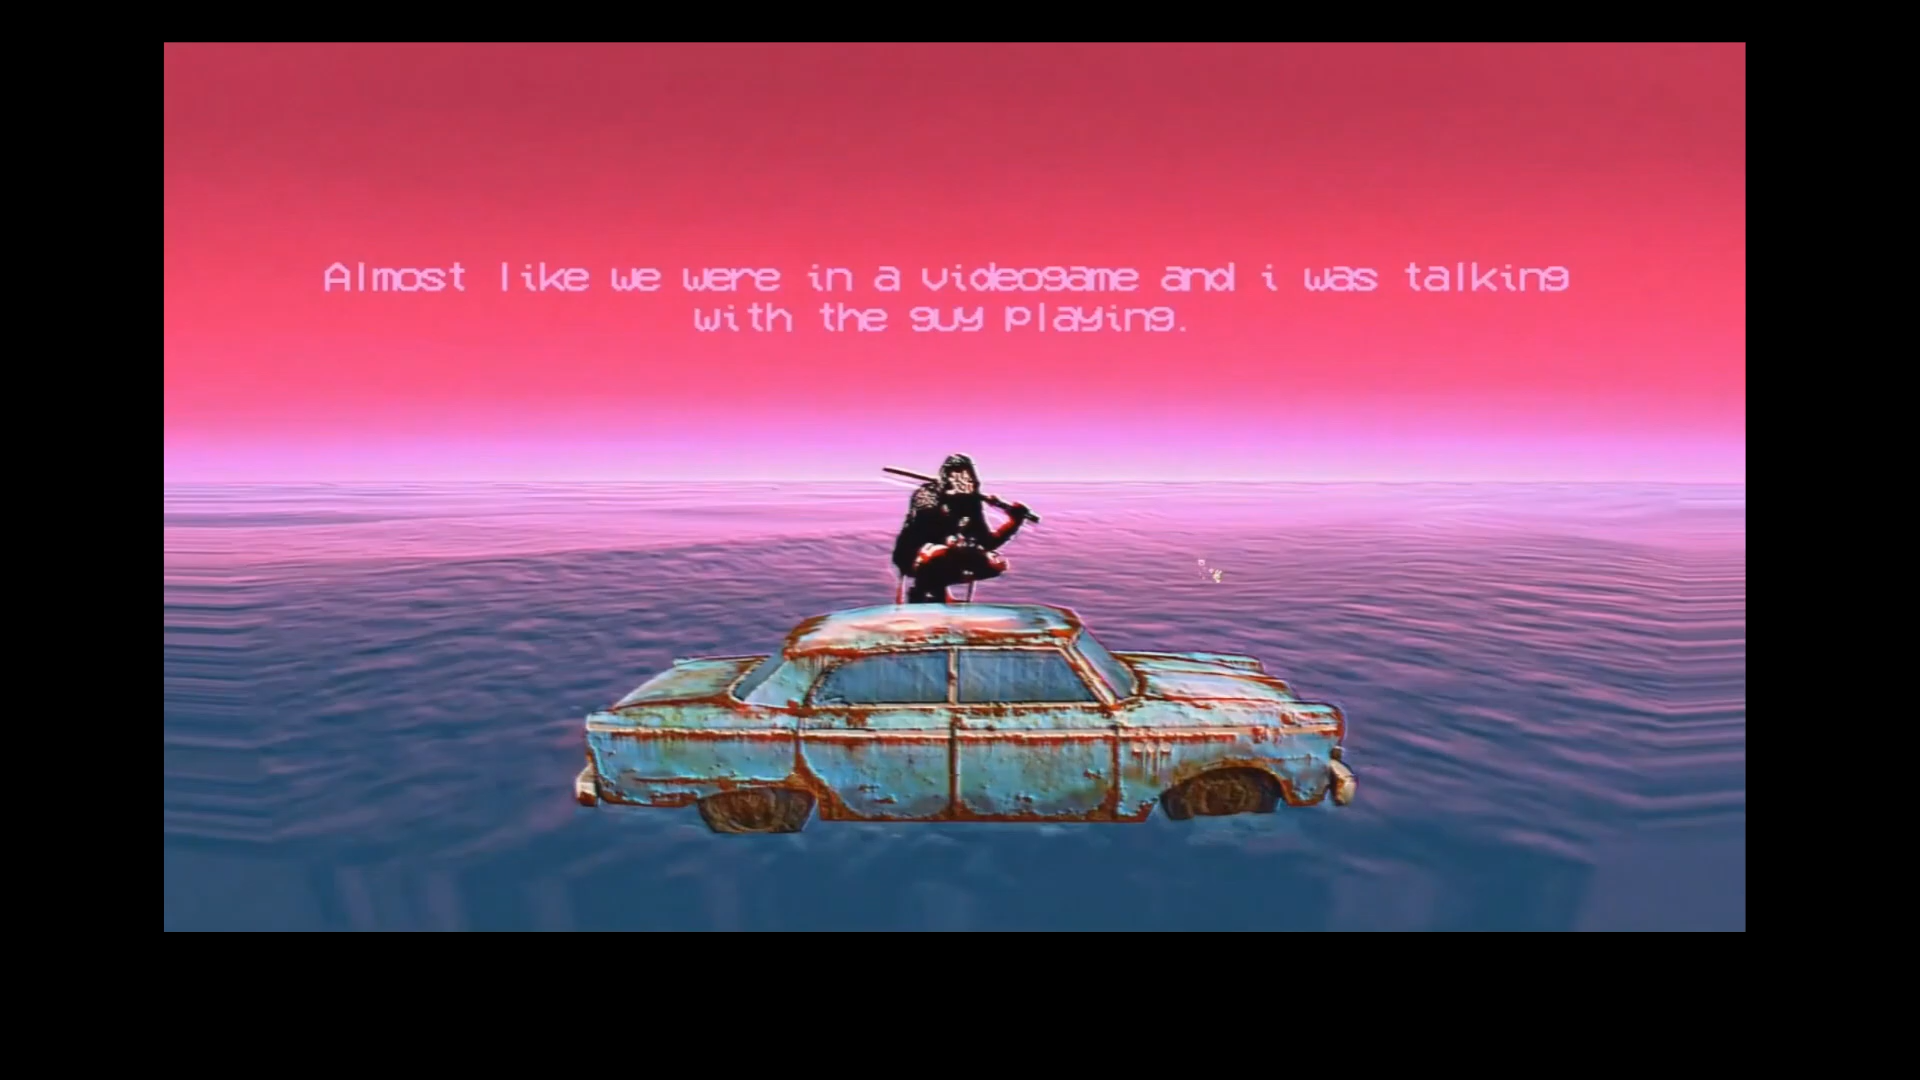 Almost like we were in a videogame and i was talking
with the guy playing.